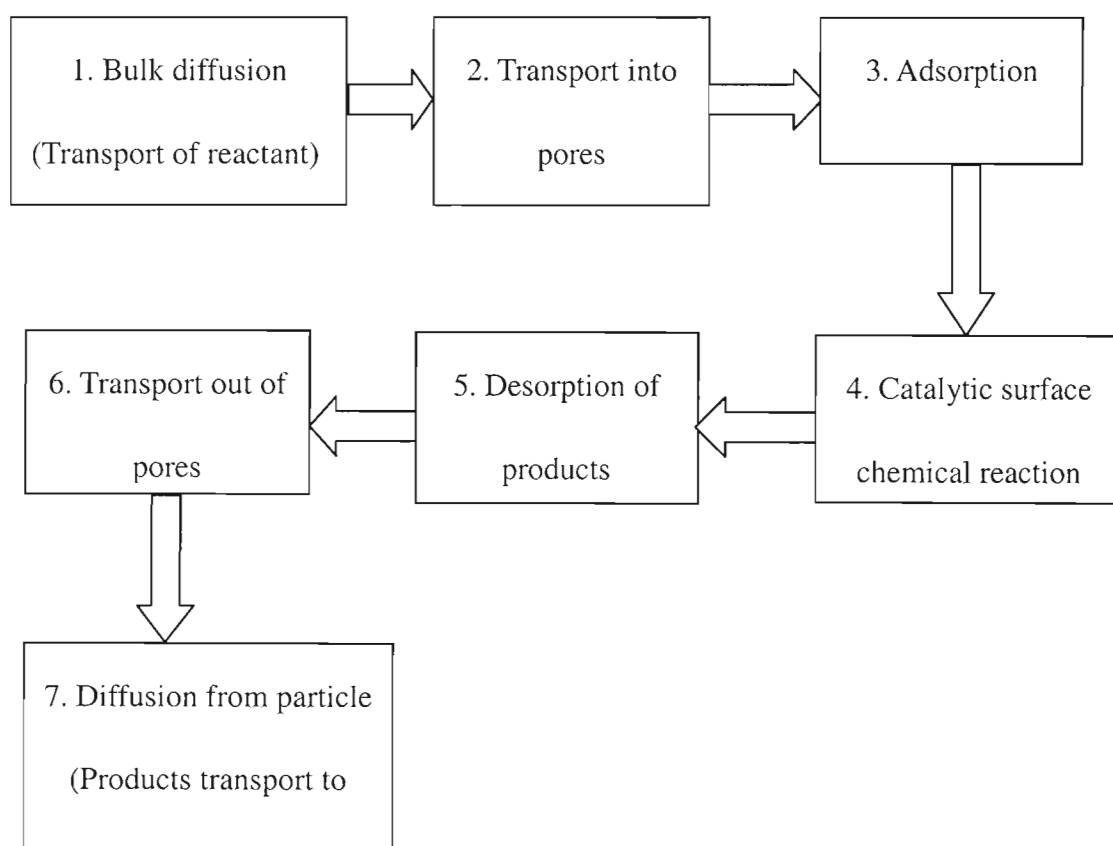 1. Bulk diffusion
(Transport of reactant)
2. Transport into
pores
3. Adsorption
4. Catalytic surface
chemical reaction
5. Desorption of
products
6. Transport out of
pores
7. Diffusion from particle
(Products transport to